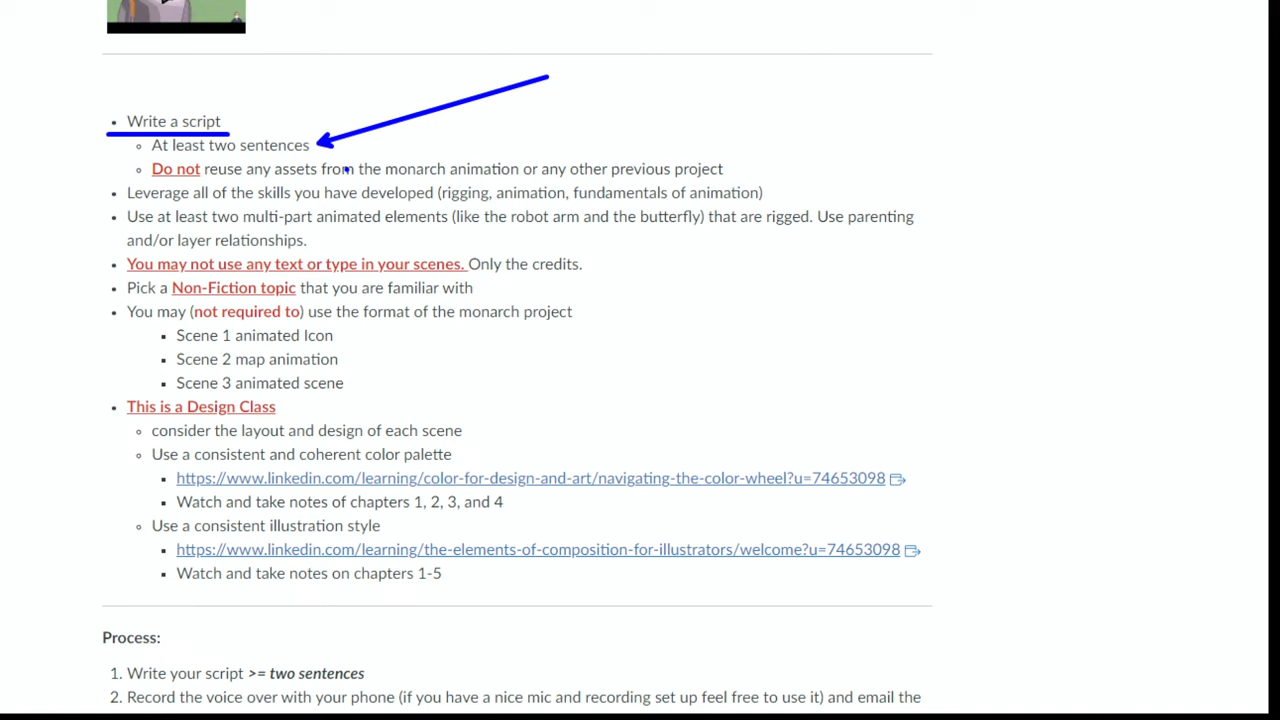 Write a script
At least two sentences
Do not reuse any assets from the monarch animation or any other previous project
Leverage all of the skills you have developed (rigging, animation, fundamentals of animation)
Use at least two multi-part animated elements (like the robot arm and the butterfly) that are rigged. Use parenting
and/or layer relationships.
You may not use any text or type in your scenes. Only the credits.
Pick a Non-Fiction topic that you are familiar with
You may (not required to) use the format of the monarch project
Scene 1 animated Icon
Scene 2 map animation
Scene 3 animated scene
This is a Design Class
consider the layout and design of each scene
Use a consistent and coherent color palette
https://www.linkedin.com/learning/color-for-design-and-art/navigating-the-color-wheel?u=74653098
Watch and take notes of chapters 1, 2, 3, and 4
Use a consistent illustration style
https://www.linkedin.com/learning/the-elements-of-composition-for-illustrators/welcome?u=74653098
Watch and take notes on chapters 1-5
Process:
1. Write your script >= two sentences
2. Record the voice over with your phone (if you have a nice mic and recording set up feel free to use it) and email the